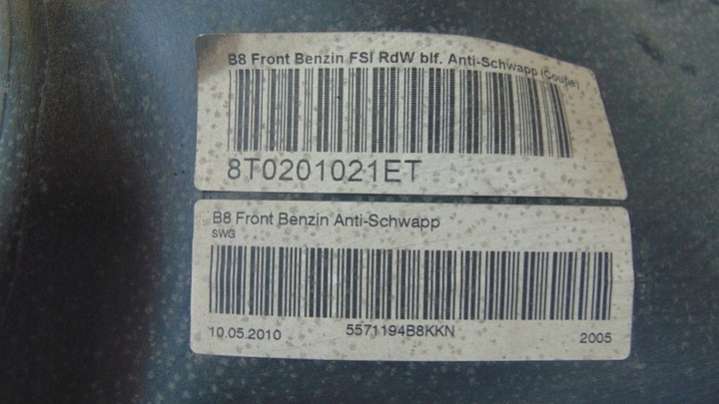 B8 Front Benzin FSI RdW blf. Anti-Schwapp (Coupe)
8T0201021ET
B8 Front Benzin Anti-Schwapp
SWG
10.05.2010 5571194B8KKN 2005